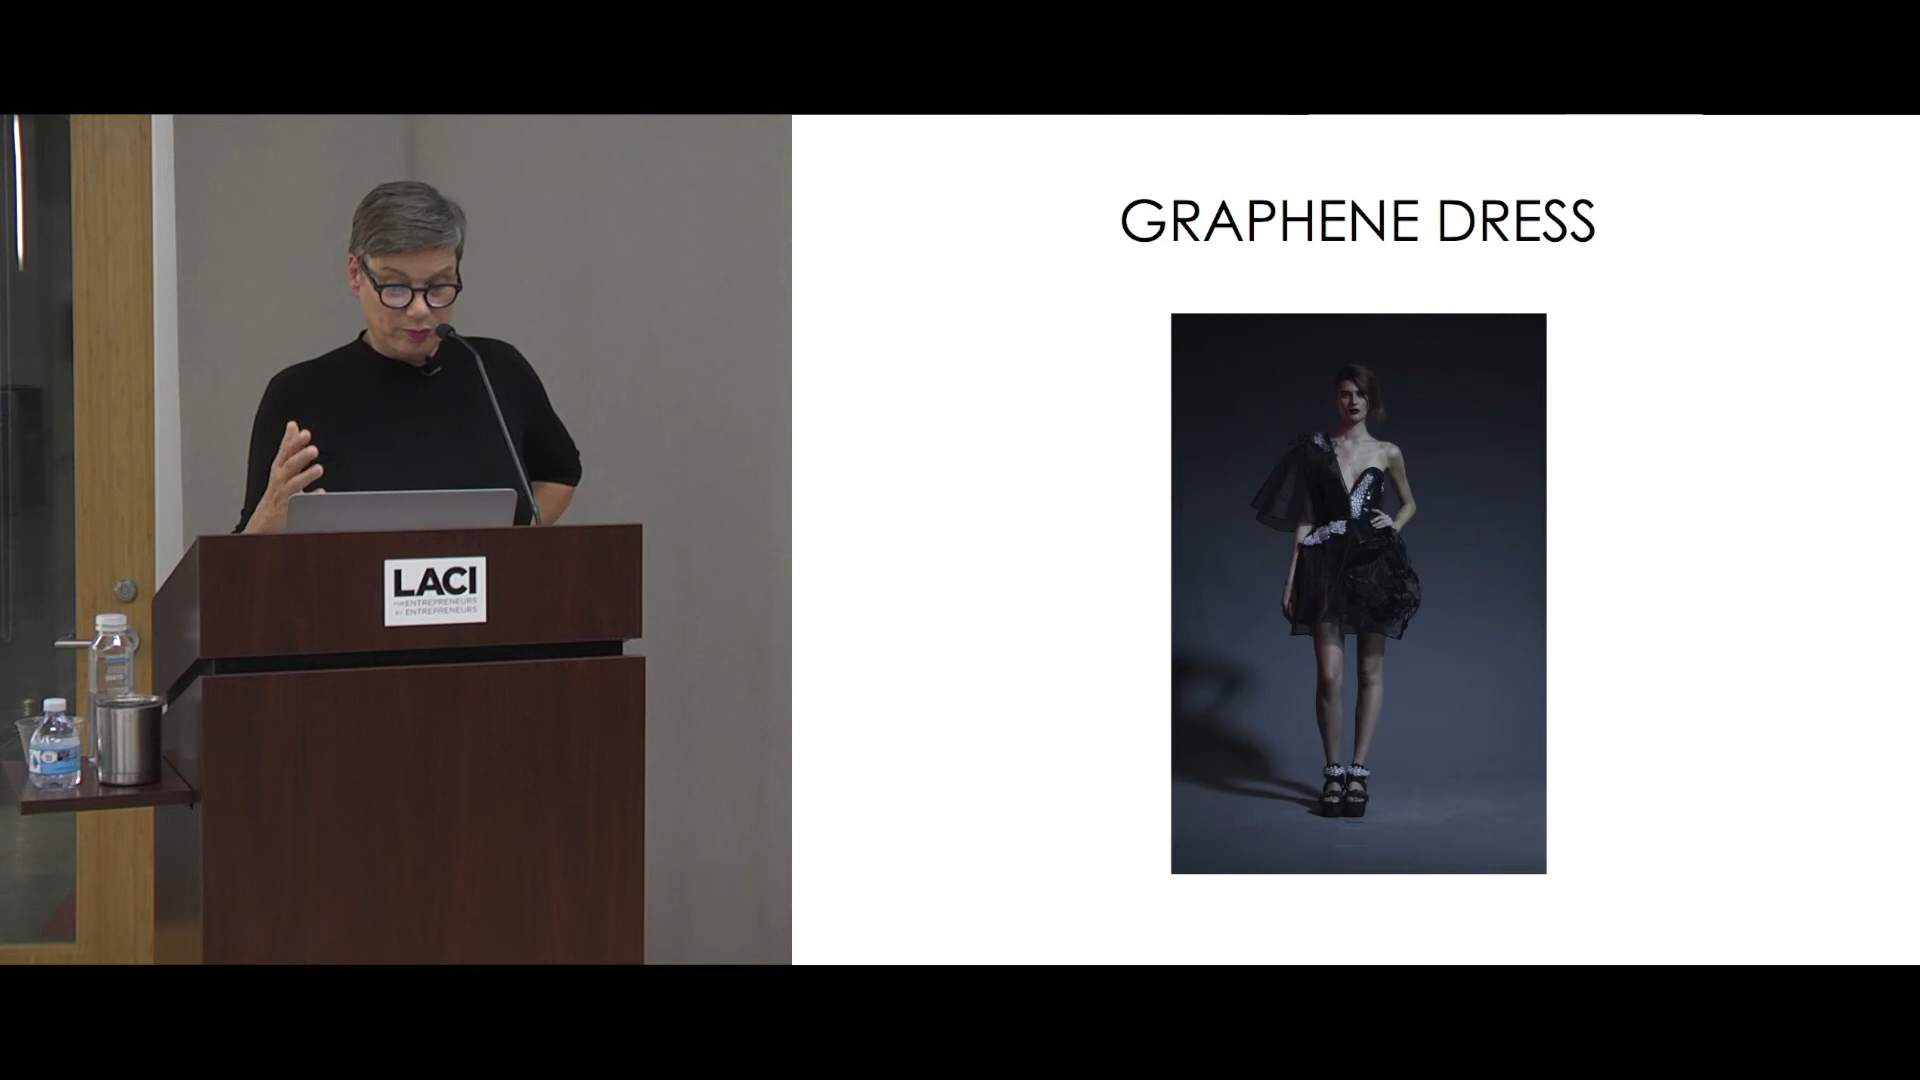 GRAPHENE DRESS
LACI
FOR ENTREPRENEURS
BY ENTREPRENEURS